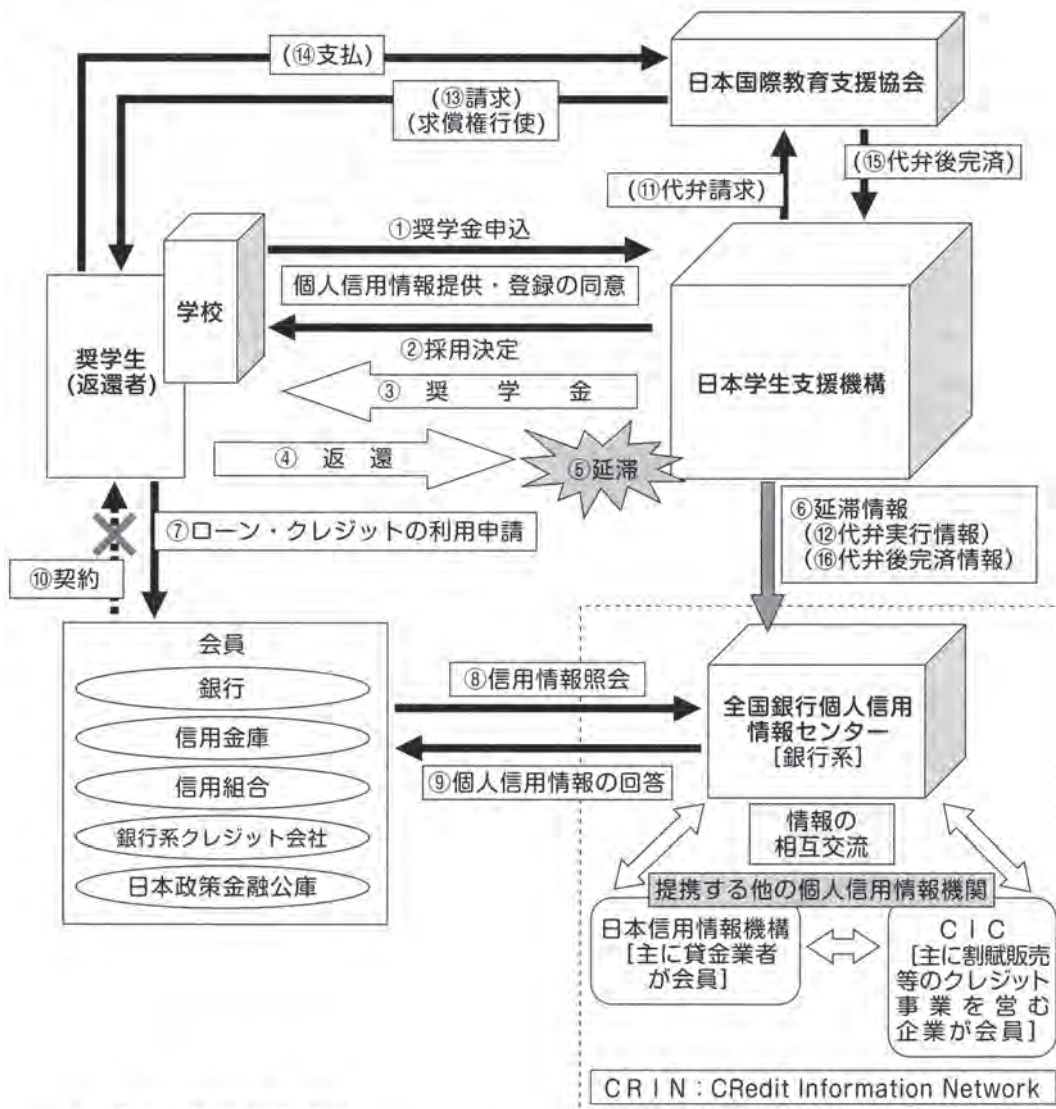 (⑭支払)
日本国際教育支援協会
(⑬請求)
(求償権行使)
(⑪代弁請求)
(⑮代弁後完済)
①奨学金申込
個人信用情報提供・登録の同意
学校
②採用決定
奨学生
(返還者)
日本学生支援機構
③ 奨 学 金
④ 返 還
⑤延滞
⑥延滞情報
(⑫代弁実行情報)
(⑯代弁後完済情報)
⑦ローン・クレジットの利用申請
⑩契約
会員
銀行
信用金庫
信用組合
銀行系クレジット会社
日本政策金融公庫
⑧信用情報照会
⑨個人信用情報の回答
全国銀行個人信用
情報センター
[銀行系]
情報の
相互交流
提携する他の個人信用情報機関
日本信用情報機構
[主に貸金業者
が会員]
C I C
[主に割賦販売
等のクレジット
事業を営む
企業が会員]
CRIN:CRedit Information Network